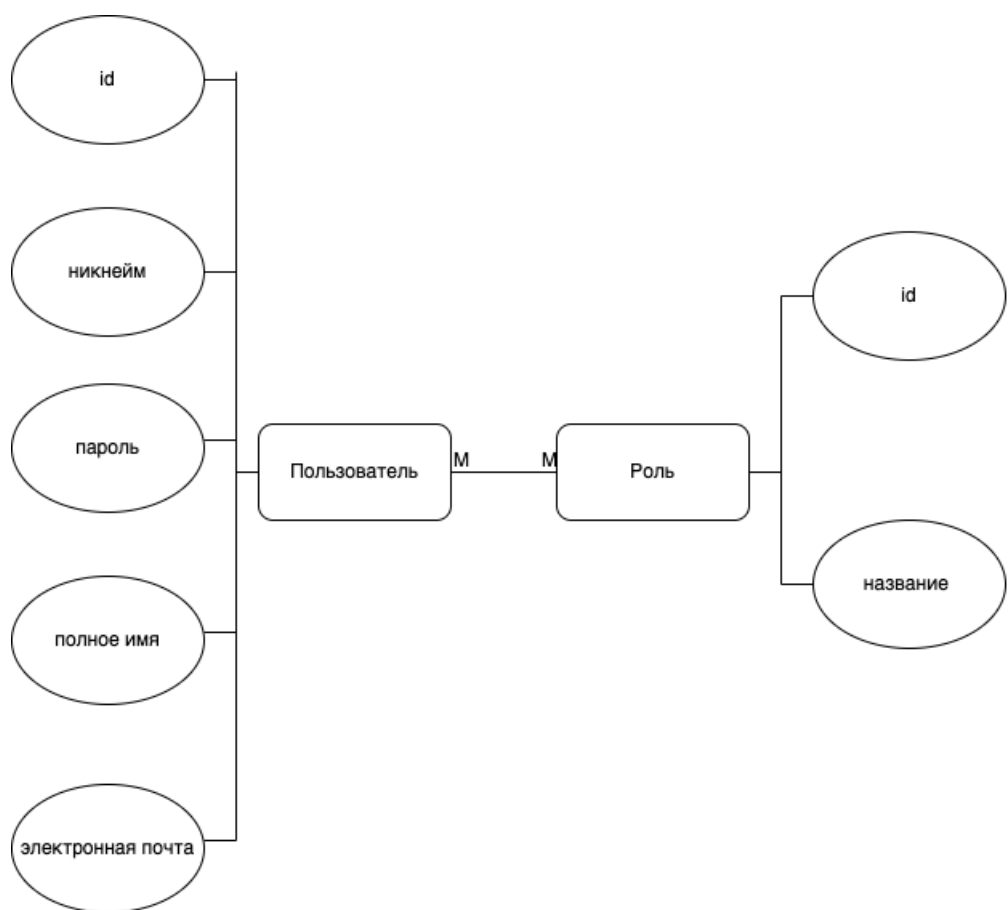 id
никнейм
пароль
полное имя
электронная почта
Пользователь
М
М
Роль
id
название